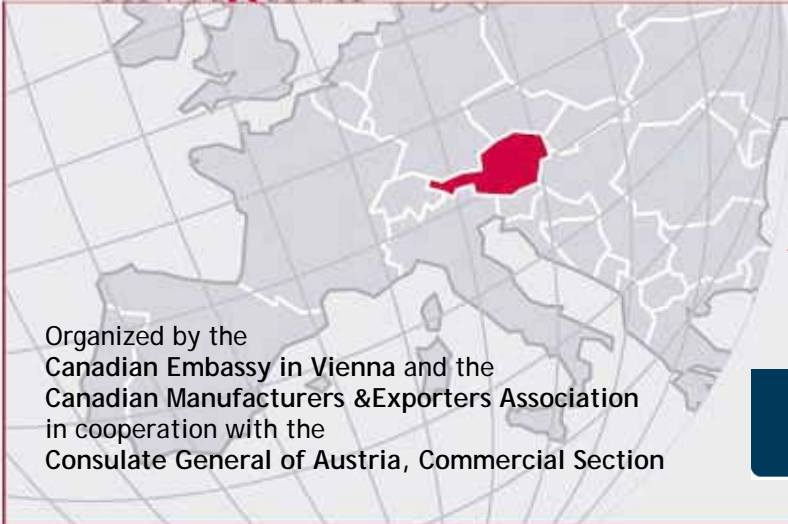 Organized by the
Canadian Embassy in Vienna and the
Canadian Manufacturers &Exporters Association
in cooperation with the
Consulate General of Austria, Commercial Section